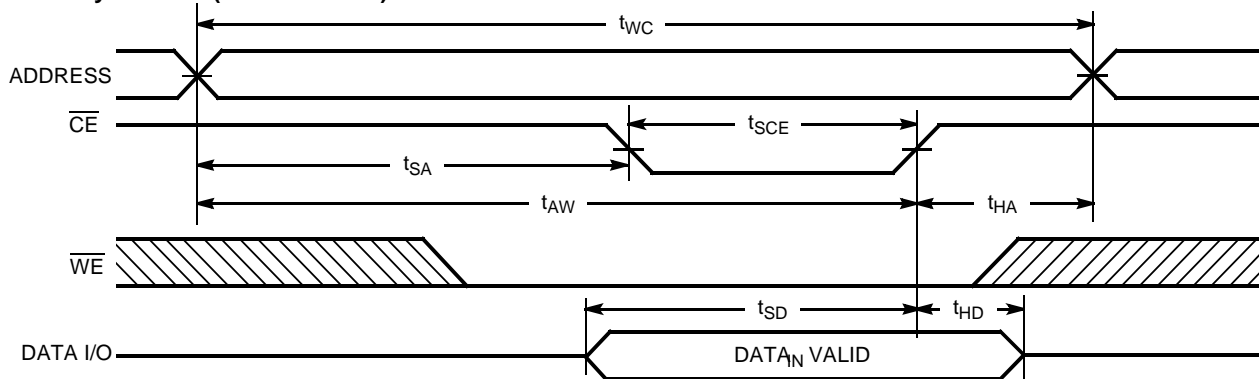 tWC
ADDRESS
CE
tSCE
tSA
tAW
tHA
WE
tSD
tHD
DATA I/O
DATAIN VALID